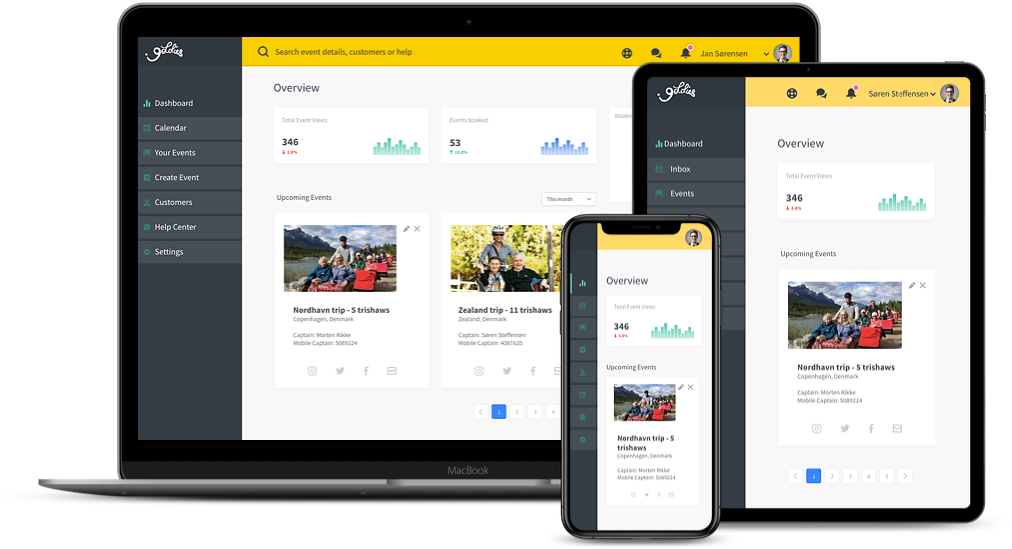 goldies
Search event details, customers or help
Jan Sørensen
Dashboard
Calendar
Your Events
Create Event
Customers
Help Center
Settings
Overview
Total Event Views
346
3.8%
Events booked
53
12.8%
Booked
Upcoming Events
This month
Nordhavn trip - 5 trishaws
Copenhagen, Denmark
Captain: Morten Rikke
Mobile Captain: 5089224
Zealand trip - 11 trishaws
Zealand, Denmark
Captain: Søren Steffensen
Mobile Captain: 4087635
1 2 3 4
MacBook
goldies
Søren Steffensen
Dashboard
Inbox
Events
Overview
Total Event Views
346
3.8%
Upcoming Events
Nordhavn trip - 5 trishaws
Copenhagen, Denmark
Captain: Morten Rikke
Mobile Captain: 5089224
1 2 3 4 5
Overview
Total Event Views
346
3.8%
Upcoming Events
Nordhavn trip - 5
trishaws
Copenhagen, Denmark
Captain: Morten Rikke
Mobile Captain: 5089224